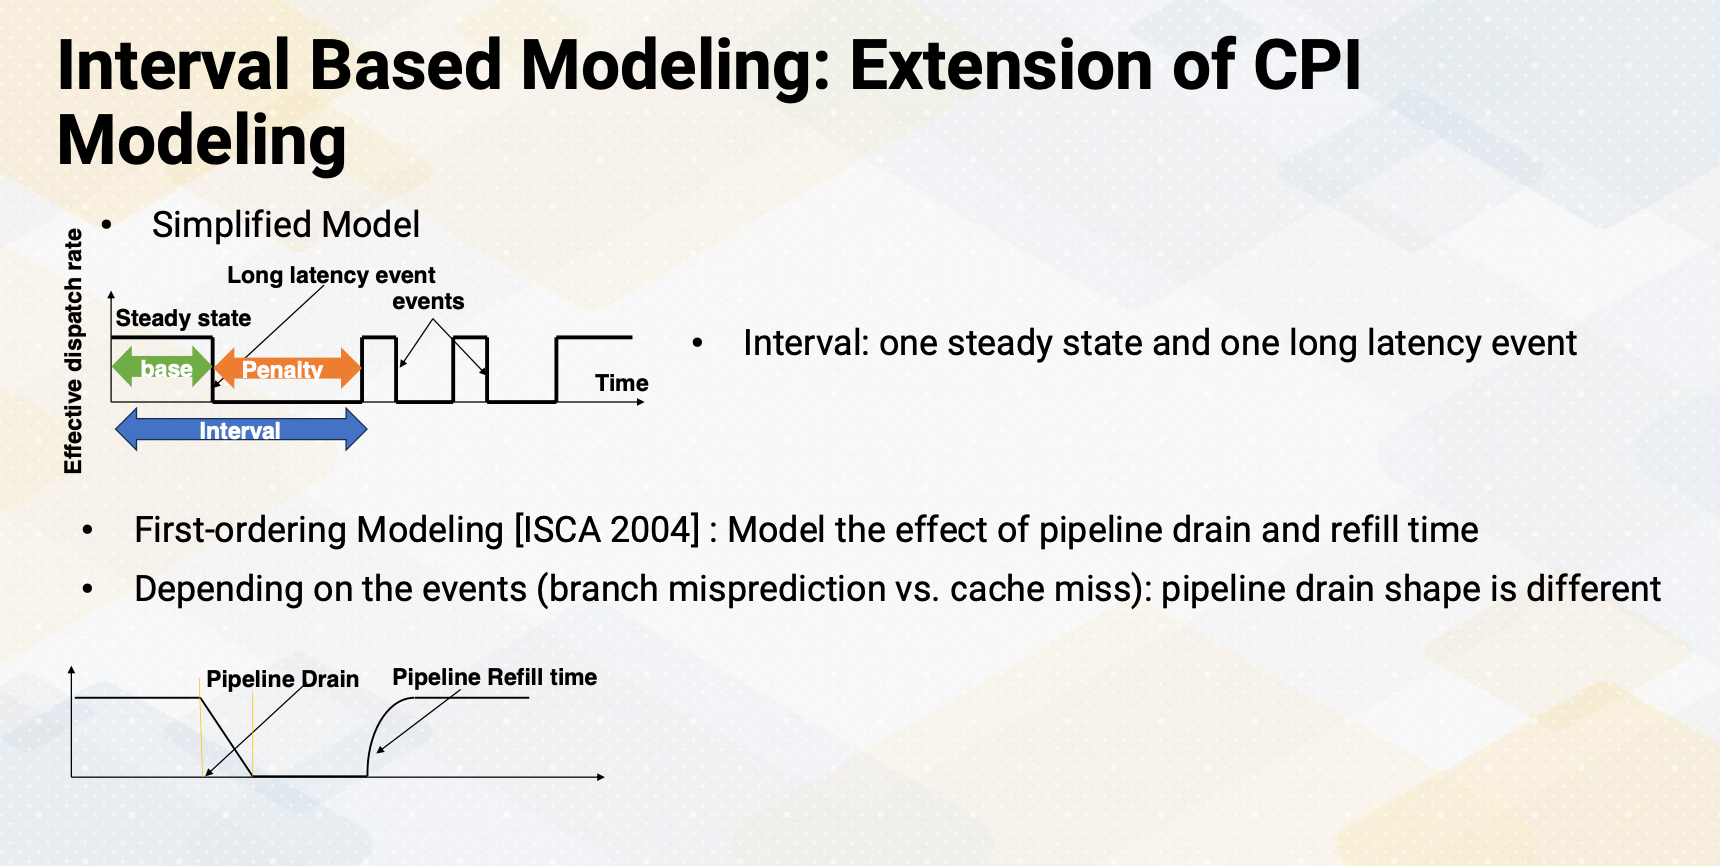 Interval Based Modeling: Extension of CPI
Modeling
• Simplified Model
Effective dispatch rate
Long latency event
events
Steady state
base
Penalty
Time
Interval
• Interval: one steady state and one long latency event
• First-ordering Modeling [ISCA 2004] : Model the effect of pipeline drain and refill time
• Depending on the events (branch misprediction vs. cache miss): pipeline drain shape is different
Pipeline Drain
Pipeline Refill time